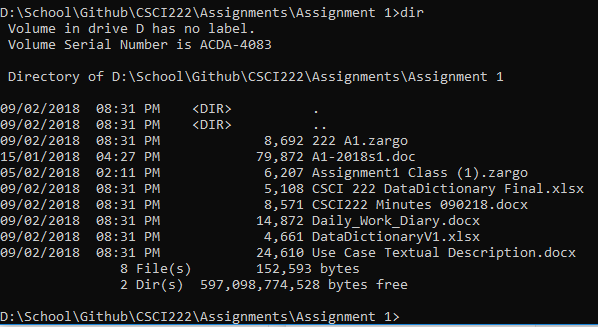 D:\School\Github\CSCI222\Assignments\Assignment 1>dir
 Volume in drive D has no label.
 Volume Serial Number is ACDA-4083

 Directory of D:\School\Github\CSCI222\Assignments\Assignment 1

09/02/2018  08:31 PM    <DIR>          .
09/02/2018  08:31 PM    <DIR>          ..
09/02/2018  08:31 PM             8,692 222 A1.zargo
15/01/2018  04:27 PM            79,872 A1-2018s1.doc
05/02/2018  02:11 PM             6,207 Assignment1 Class (1).zargo
09/02/2018  08:31 PM             5,108 CSCI 222 DataDictionary Final.xlsx
09/02/2018  08:31 PM             8,571 CSCI222 Minutes 090218.docx
09/02/2018  08:31 PM            14,872 Daily_Work_Diary.docx
09/02/2018  08:31 PM             4,661 DataDictionaryV1.xlsx
09/02/2018  08:31 PM            24,610 Use Case Textual Description.docx
               8 File(s)        152,593 bytes
               2 Dir(s)  597,098,774,528 bytes free

D:\School\Github\CSCI222\Assignments\Assignment 1>